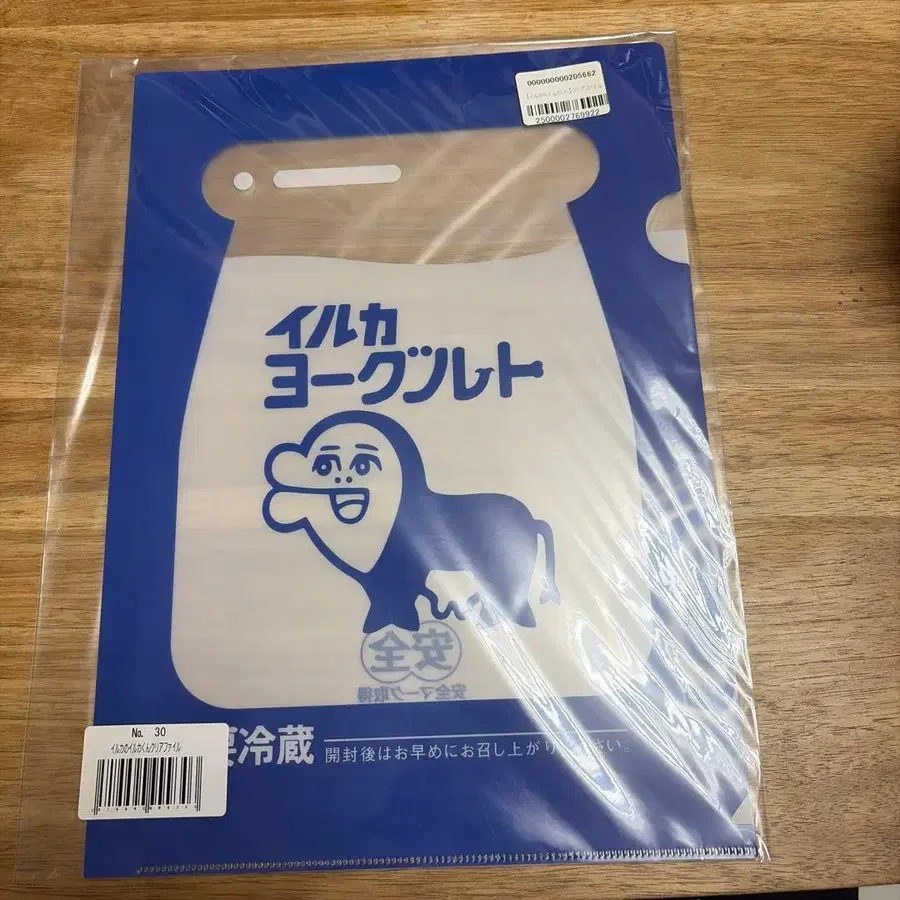 000000000205662
2500002769922
イルカ
ヨーグルト
安全
安全マーク取得
要冷蔵 開封後はお早めにお召し上がりください。
No. 30
イルカのイルカくんクリアファイル